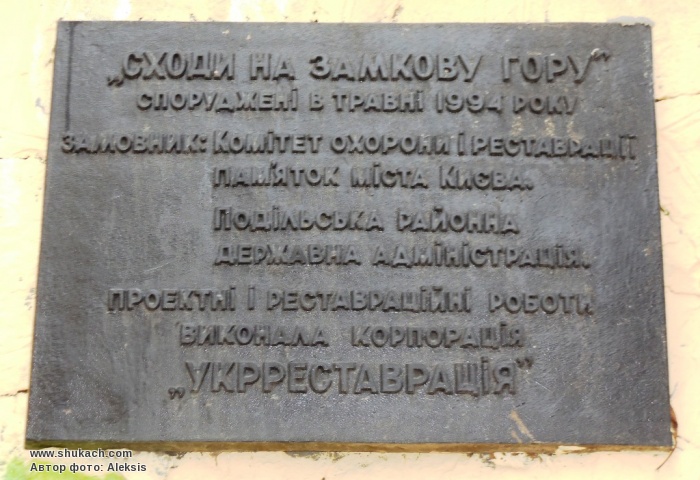 „СХОДИ НА ЗАМКОВУ ГОРУ"
СПОРУДЖЕНІ В ТРАВНІ 1994 РОКУ
ЗАМОВНИК: КОМІТЕТ ОХОРОНИ І РЕСТАВРАЦІЇ
ПАМ'ЯТОК МІСТА КИЄВА.
ПОДІЛЬСЬКА РАЙОННА
ДЕРЖАВНА АДМІНІСТРАЦІЯ.
ПРОЕКТНІ І РЕСТАВРАЦІЙНІ РОБОТИ
ВИКОНАЛА КОРПОРАЦІЯ
„УКРРЕСТАВРАЦІЯ"
www.shukach.com
Автор фото: Aleksis